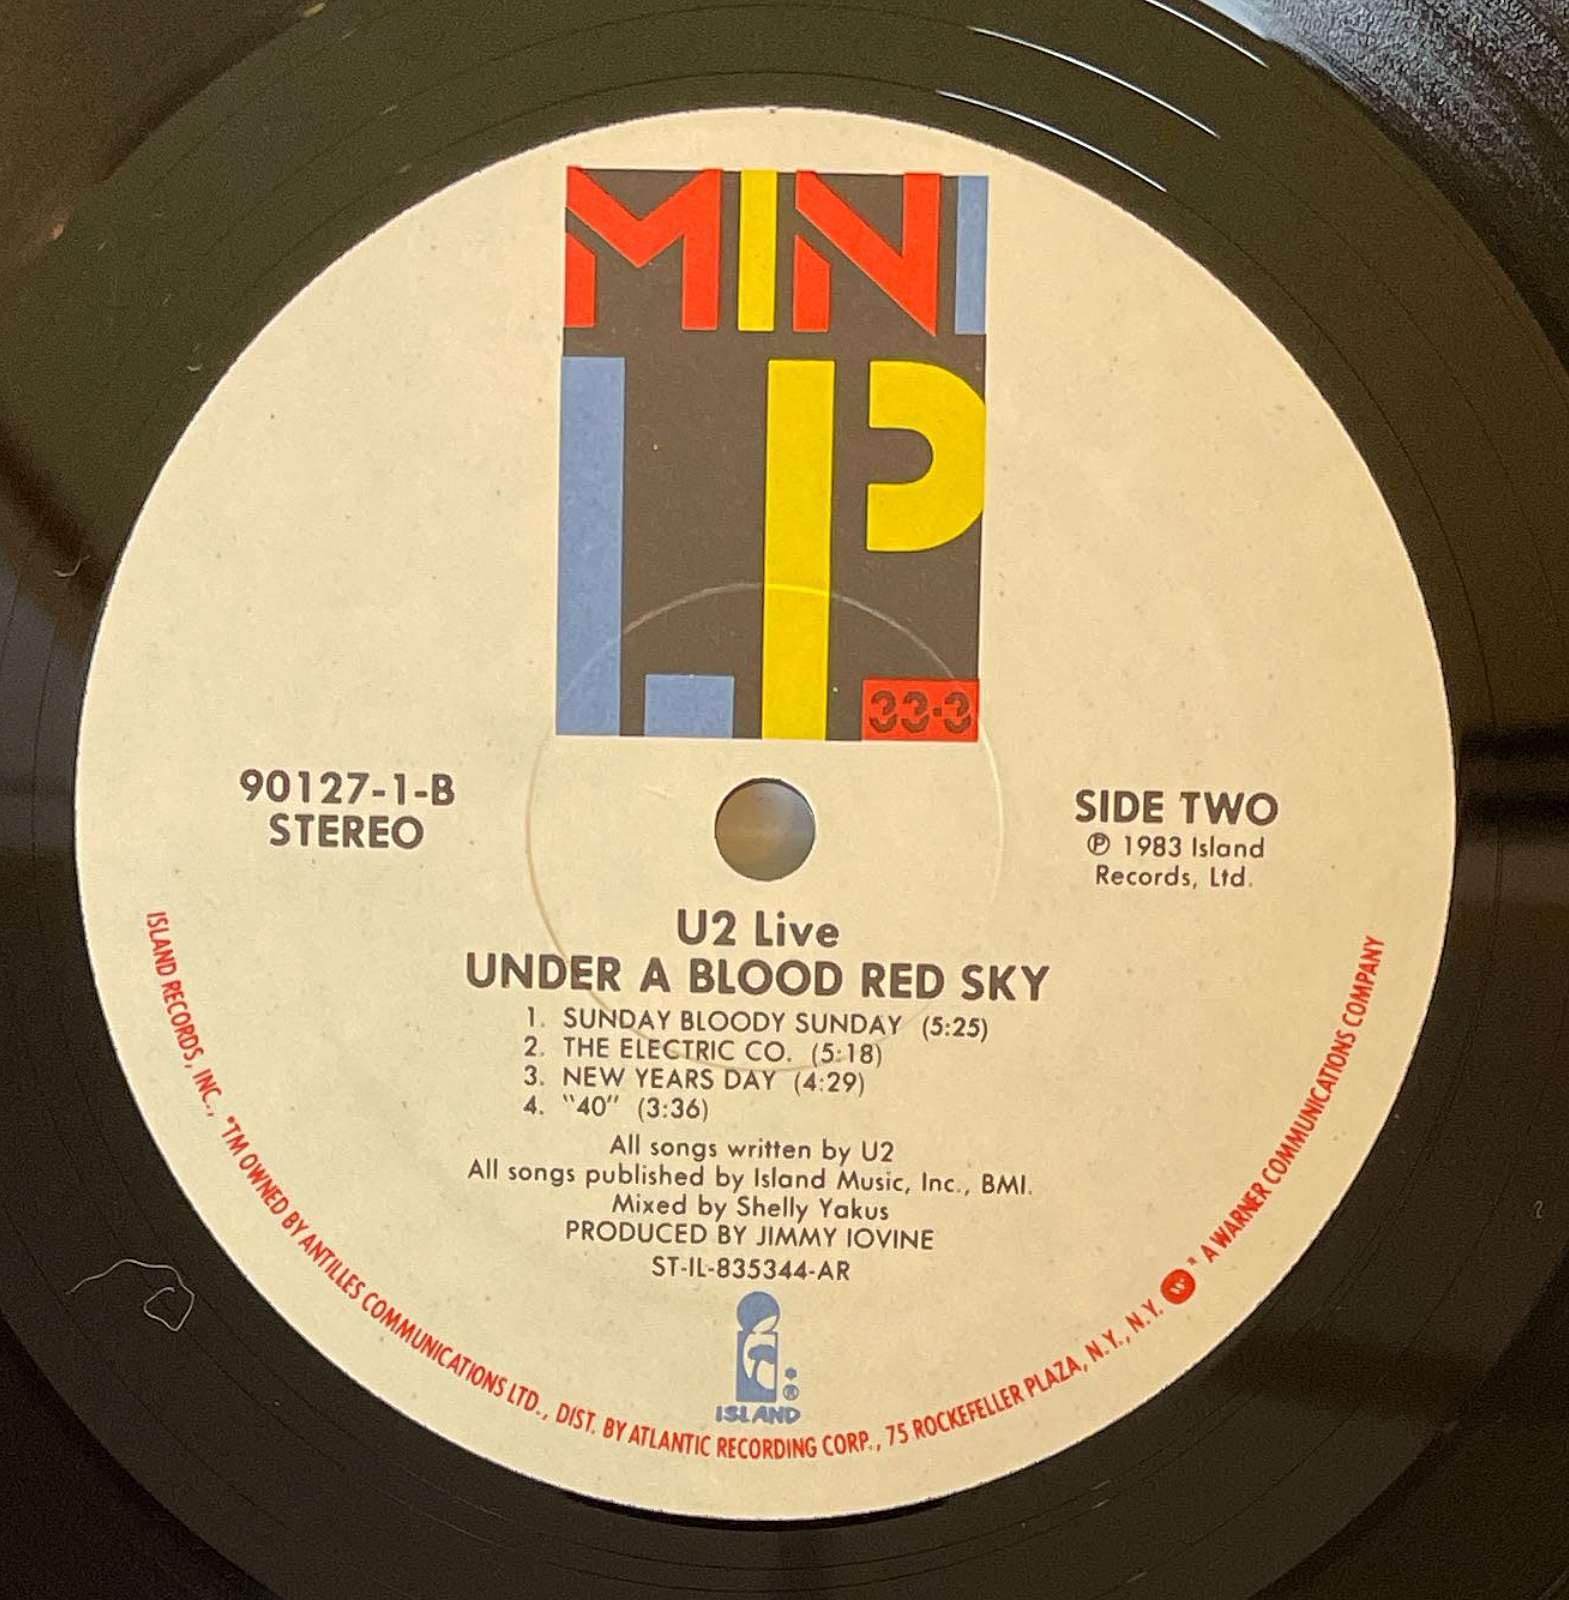 MINI
LP
33·3
90127-1-B
STEREO
SIDE TWO
℗ 1983 Island
Records, Ltd.
U2 Live
UNDER A BLOOD RED SKY
1. SUNDAY BLOODY SUNDAY (5:25)
2. THE ELECTRIC CO. (5:18)
3. NEW YEARS DAY (4:29)
4. "40" (3:36)
All songs written by U2
All songs published by Island Music, Inc., BMI.
Mixed by Shelly Yakus
PRODUCED BY JIMMY IOVINE
ST-IL-835344-AR
*
®
ISLAND
ISLAND RECORDS, INC., *TM OWNED BY ANTILLES COMMUNICATIONS LTD., DIST. BY ATLANTIC RECORDING CORP., 75 ROCKEFELLER PLAZA, N.Y., N.Y. * A WARNER COMMUNICATIONS COMPANY